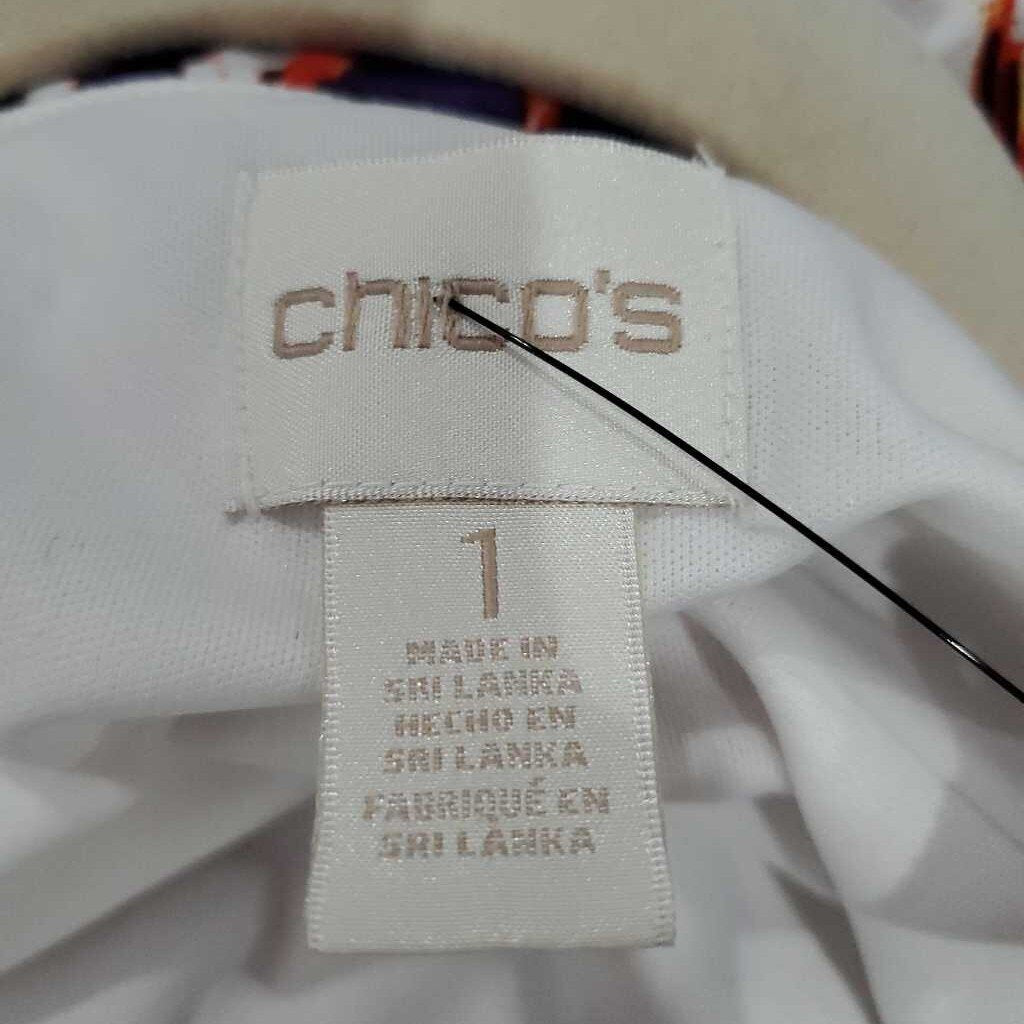 chico's
1
MADE IN
SRI LANKA
HECHO EN
SRI LANKA
FABRIQUÉ EN
SRI LANKA